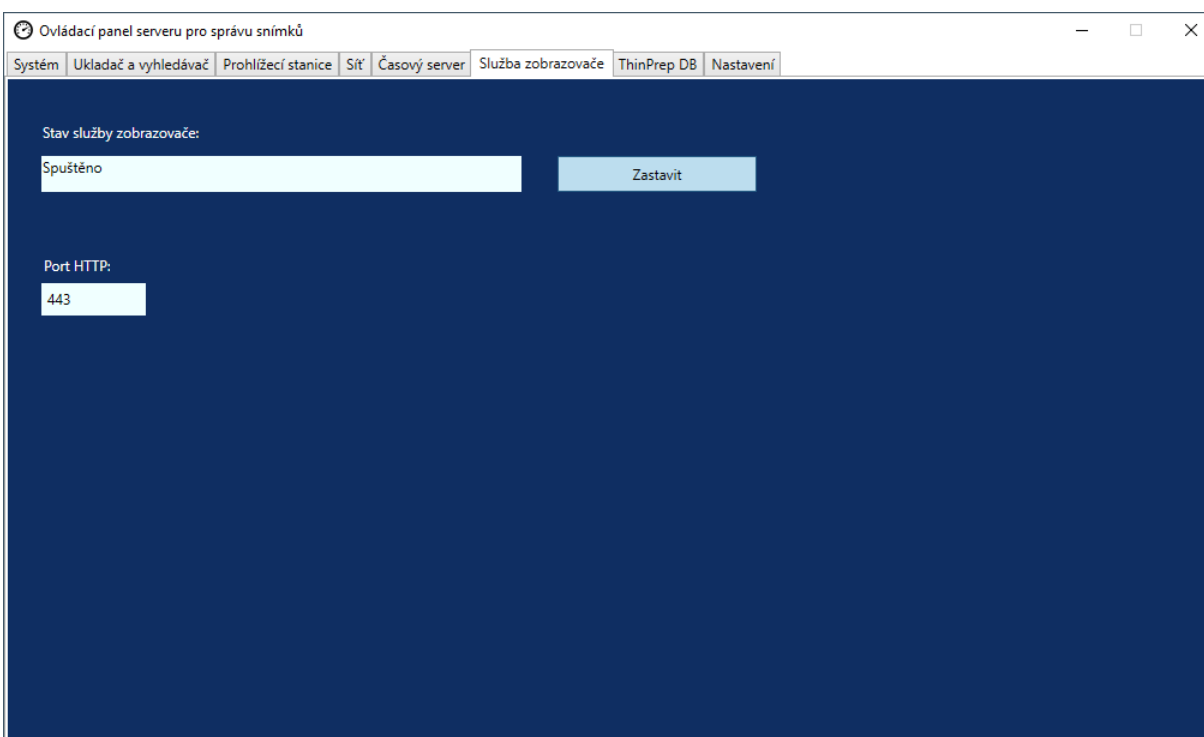 Ovládací panel serveru pro správu snímků
Systém Ukladač a vyhledávač Prohlížecí stanice Síť Časový server Služba zobrazovače ThinPrep DB Nastavení
Stav služby zobrazovače:
Spuštěno Zastavit
Port HTTP:
443